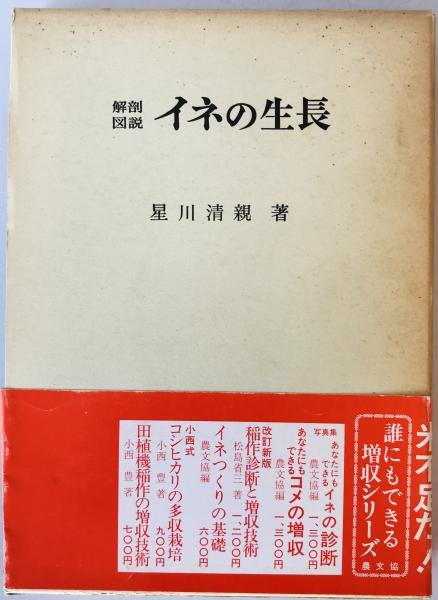 解剖
図説
イネの生長
星川清親 著
米不足だ!
誰にもできる
増収シリーズ
農文協
写真集
あなたにも
できる
イネの診断
農文協編 一、三〇〇円
あなたにも
できる
コメの増収
農文協編 一、三〇〇円
改訂新版
稲作診断と増収技術
松島省三 著 一、二〇〇円
イネつくりの基礎
農文協編 六〇〇円
小西式
コシヒカリの多収栽培
小西 豊 著 九〇〇円
田植機稲作の増収技術
小西 豊 著 七〇〇円